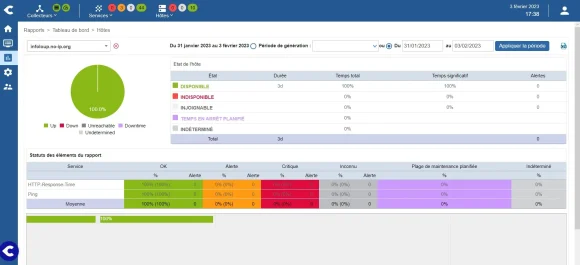 3 février 2023
17:38
Collecteurs Services Hôtes
Rapports > Tableau de bord > Hôtes
infoloup.no-ip.org Du 31 janvier 2023 au 3 février 2023 Période de génération : ou Du 31/01/2023 au 03/02/2023 Appliquer la période
État de l'hôte
État Durée Temps total Temps significatif Alertes
DISPONIBLE 3d 100% 100% 0
INDISPONIBLE 0% 0% 0
INJOIGNABLE 0% 0% 0
TEMPS EN ARRÊT PLANIFIÉ 0%
INDÉTERMINÉ 0%
Total 3d 0
100.0%
Up Down Unreachable Downtime
Undetermined
Statuts des éléments du rapport
Service OK Alerte Critique Inconnu Plage de maintenance planifiée Indéterminé
% Alerte % Alerte % Alerte % Alerte % %
HTTP-Response-Time 100% (100%) 0 0% (0%) 0 0% (0%) 0 0% (0%) 0 0% 0%
Ping 100% (100%) 0 0% (0%) 0 0% (0%) 0 0% (0%) 0 0% 0%
Moyenne 100% (100%) 0 0% (0%) 0 0% (0%) 0 0% (0%) 0 0% 0%
100%